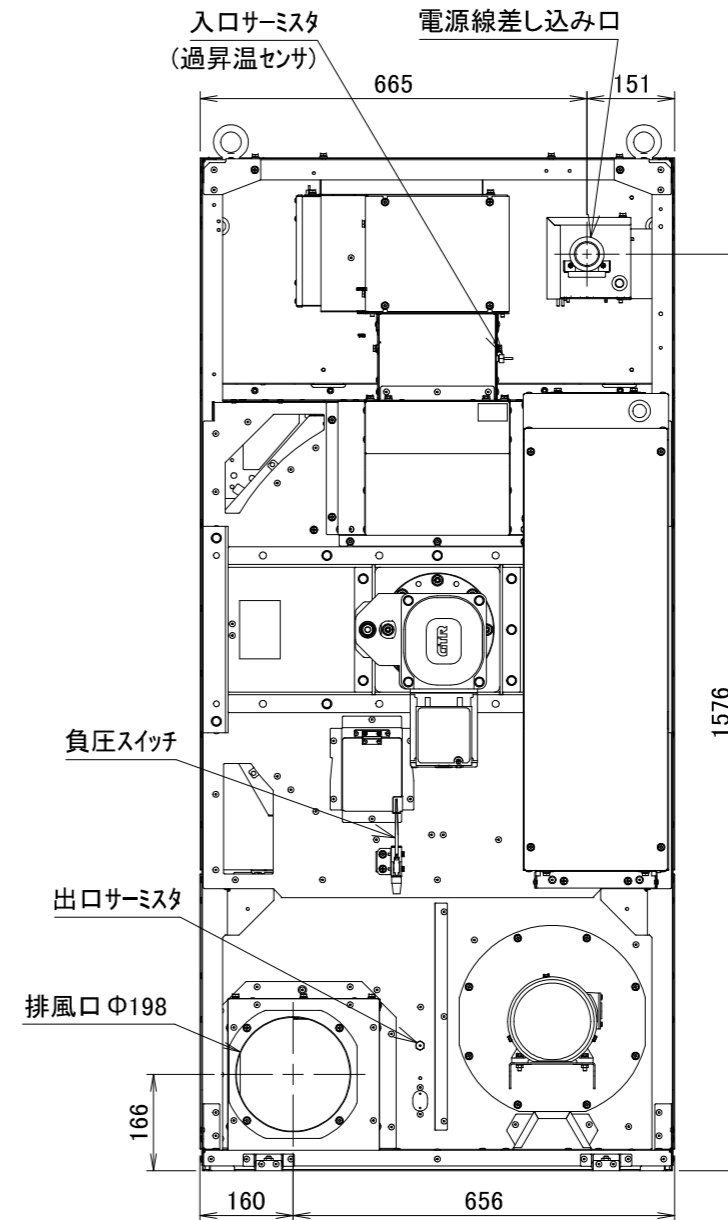 入口サーミスタ
(過昇温センサ)
電源線差し込み口
665
151
GTR
1576
負圧スイッチ
出口サーミスタ
排風口 Φ198
166
160
656